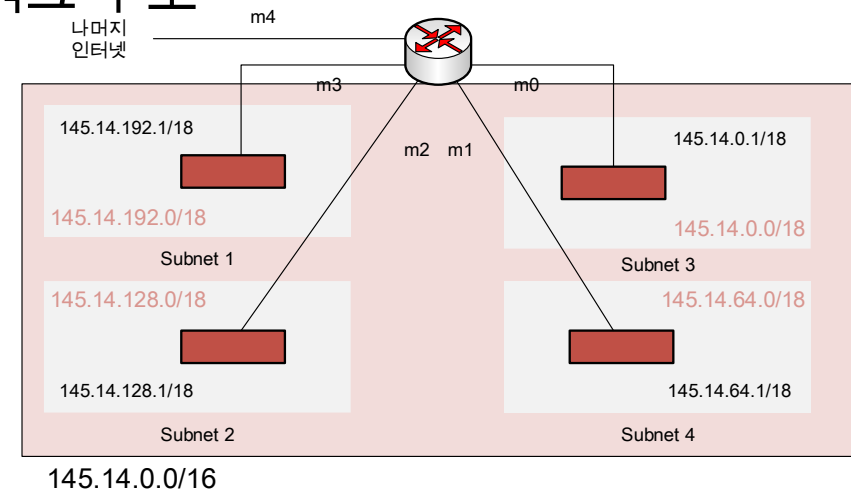 나머지
인터넷
m4
m3
m0
145.14.192.1/18
145.14.192.0/18
Subnet 1
m2
m1
145.14.0.1/18
145.14.0.0/18
Subnet 3
145.14.128.0/18
145.14.128.1/18
Subnet 2
145.14.64.0/18
145.14.64.1/18
Subnet 4
145.14.0.0/16